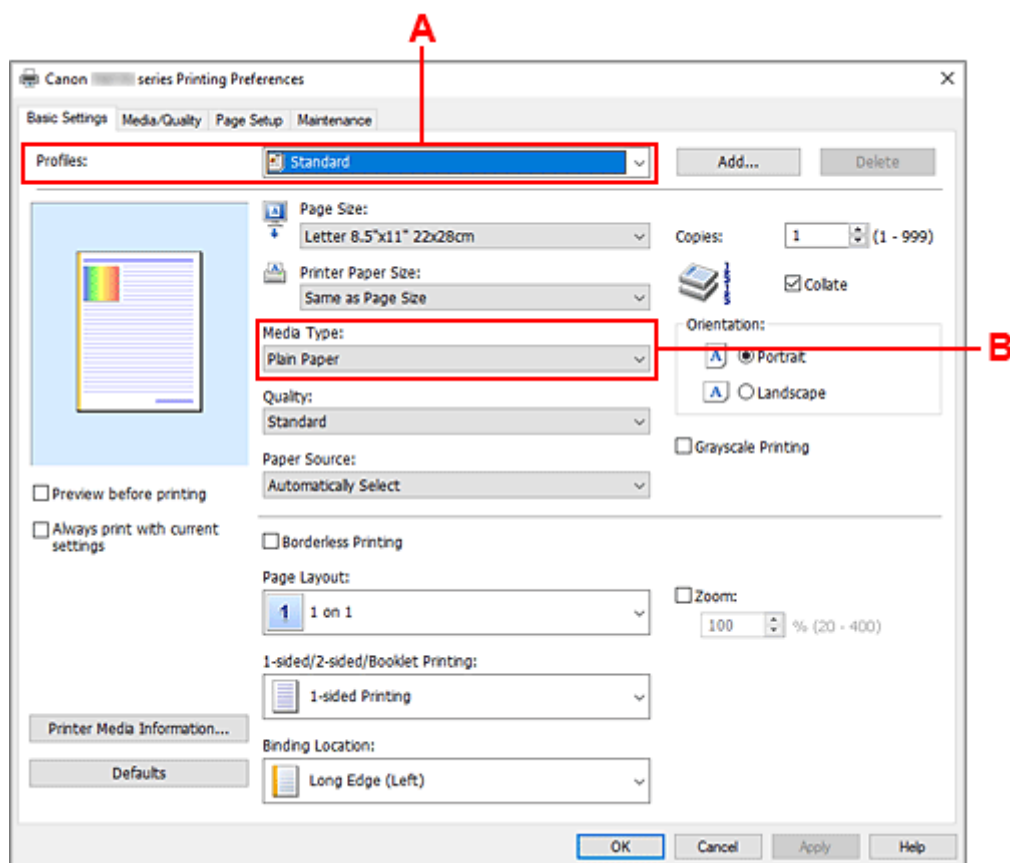 A
Canon series Printing Preferences
Basic Settings Media/Quality Page Setup Maintenance
Profiles: Standard Add... Delete
Page Size:
Letter 8.5"x11" 22x28cm
Copies: 1 (1 - 999)
Printer Paper Size:
Same as Page Size
Collate
Media Type:
Plain Paper
B
Orientation:
Portrait
Landscape
Quality:
Standard
Grayscale Printing
Paper Source:
Automatically Select
Preview before printing
Always print with current
settings
Borderless Printing
Page Layout:
1 on 1
Zoom:
100 % (20 - 400)
1-sided/2-sided/Booklet Printing:
1-sided Printing
Printer Media Information...
Binding Location:
Defaults
Long Edge (Left)
OK Cancel Apply Help